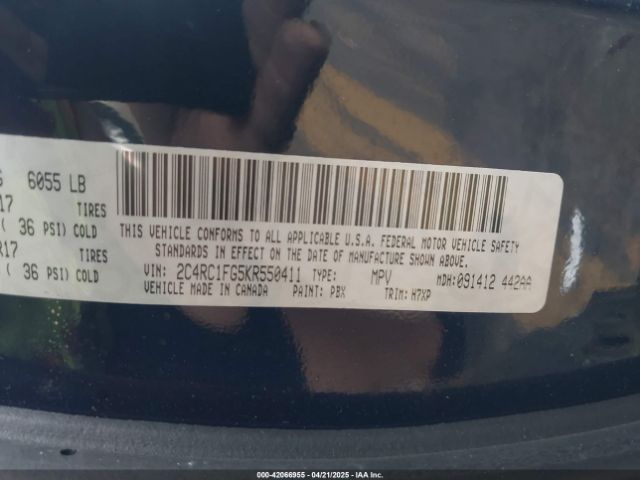 6055 LB
17 TIRES
( 36 PSI) COLD
R17 TIRES
( 36 PSI) COLD
THIS VEHICLE CONFORMS TO ALL APPLICABLE U.S.A. FEDERAL MOTOR VEHICLE SAFETY
STANDARDS IN EFFECT ON THE DATE OF MANUFACTURE SHOWN ABOVE.
VIN: 2C4RC1FG5KR550411 TYPE: MPV MDH:091412 442AA
VEHICLE MADE IN CANADA PAINT: PBX TRIM: H7XP
000-42066955 - 04/21/2025 - IAAI.COM